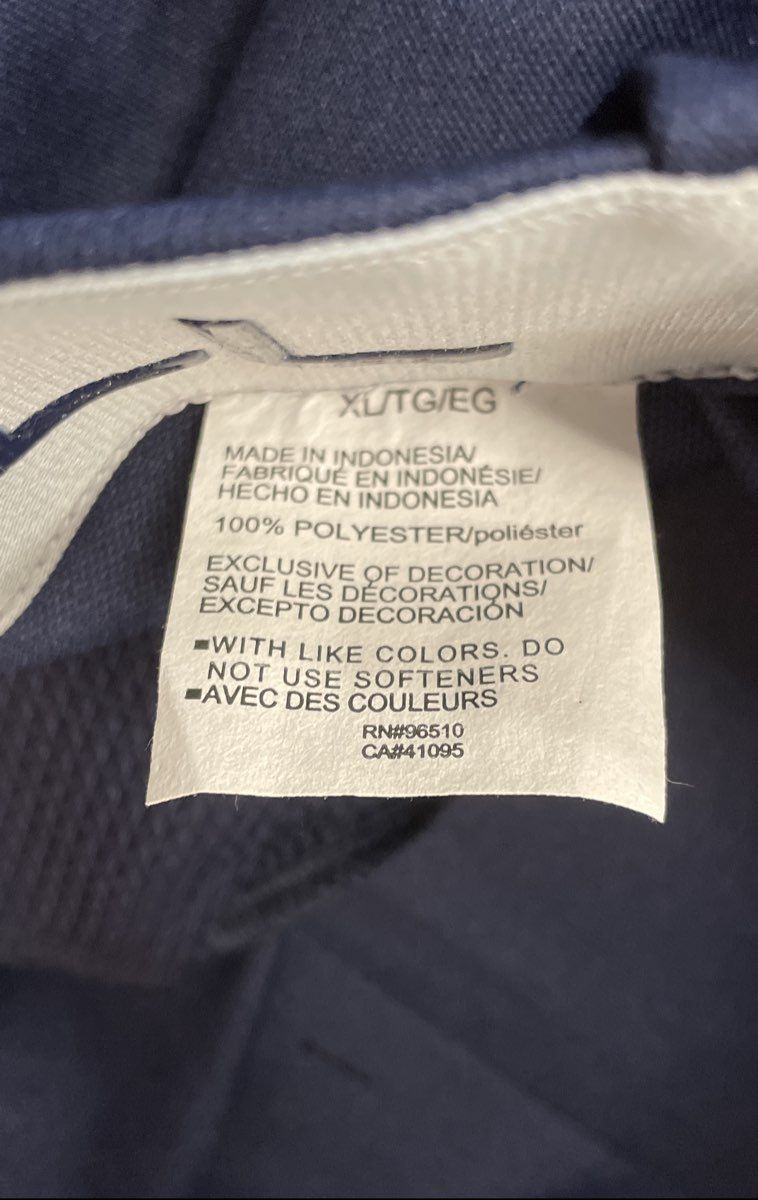 XL/TG/EG
MADE IN INDONESIA/
FABRIQUÉ EN INDONÉSIE/
HECHO EN INDONESIA
100% POLYESTER/poliéster
EXCLUSIVE OF DECORATION/
SAUF LES DÉCORATIONS/
EXCEPTO DECORACIÓN
▪WITH LIKE COLORS. DO
NOT USE SOFTENERS
▪AVEC DES COULEURS
RN#96510
CA#41095